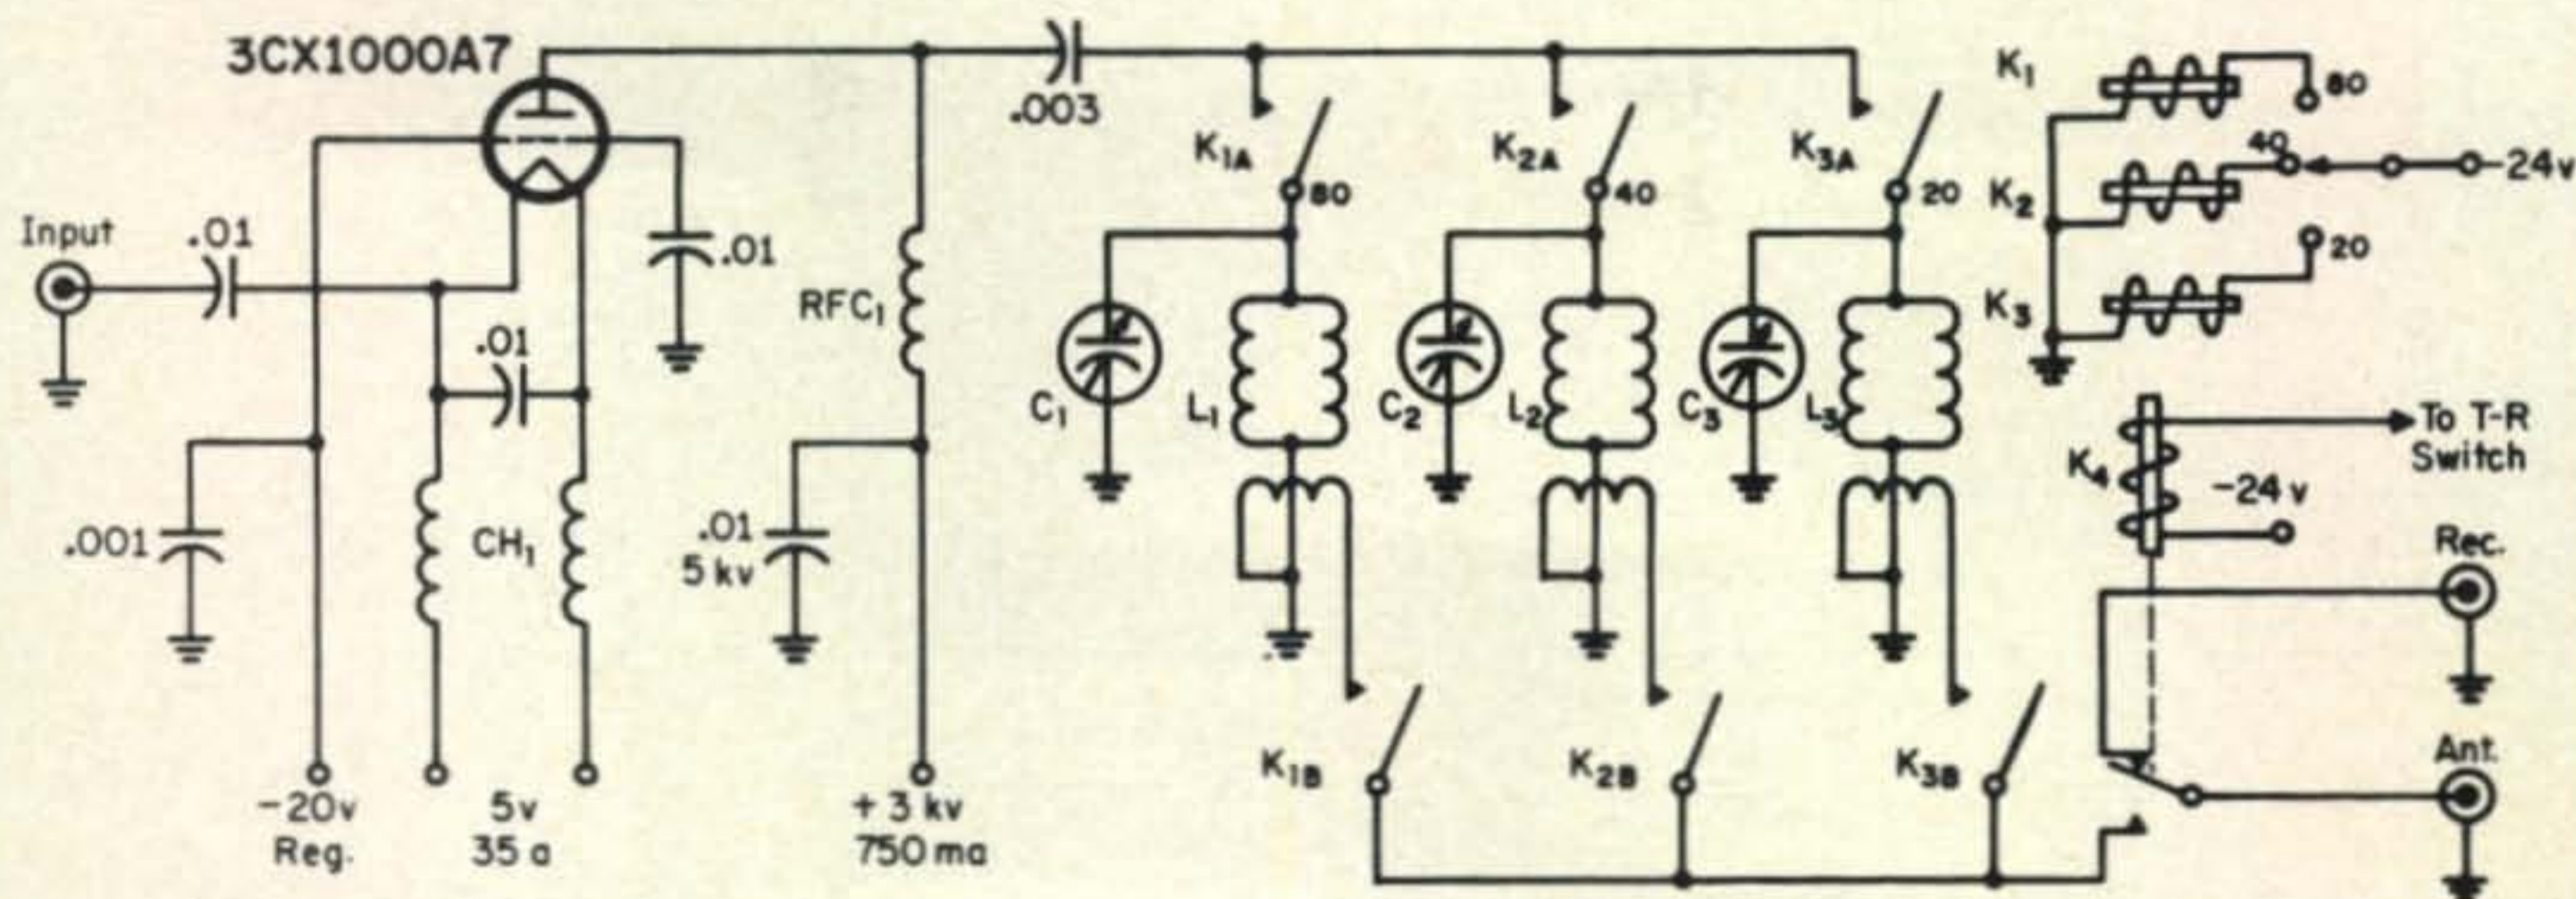 3CX1000A7
Input
.01
.01
.01
.001
CH1
-20v
Reg.
5v
35 a
RFC1
.01
5 kv
+ 3 kv
750 ma
.003
K1A
80
K2A
40
K3A
20
C1
L1
C2
L2
C3
L3
K1B
K2B
K3B
K1
80
K2
40
-24v
K3
20
K4
To T-R
Switch
-24 v
Rec.
Ant.